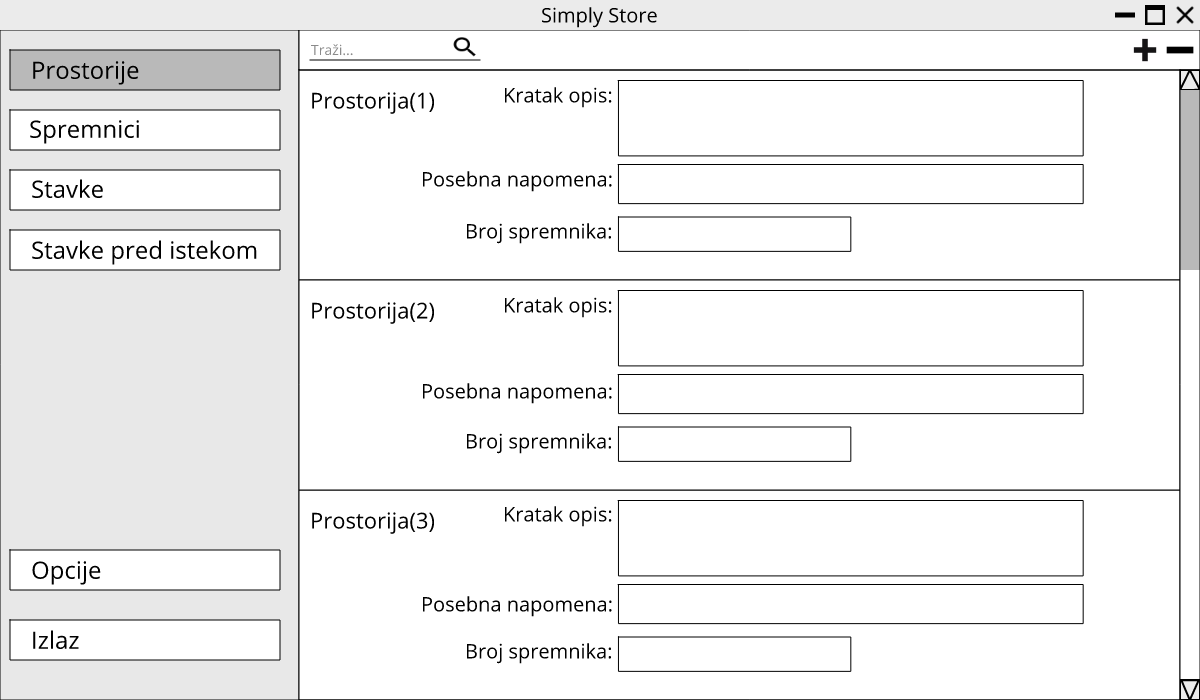 Simply Store
Prostorije
Spremnici
Stavke
Stavke pred istekom
Opcije
Izlaz
Traži...
Prostorija(1)
Kratak opis:
Posebna napomena:
Broj spremnika:
Prostorija(2)
Kratak opis:
Posebna napomena:
Broj spremnika:
Prostorija(3)
Kratak opis:
Posebna napomena:
Broj spremnika: